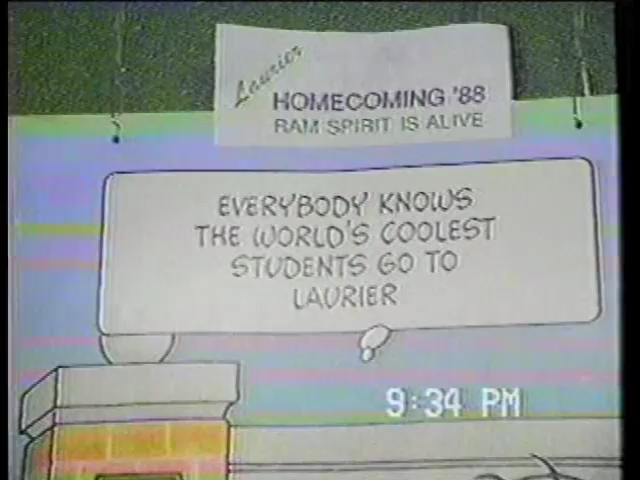 Laurier
HOMECOMING '88
RAM SPIRIT IS ALIVE
EVERYBODY KNOWS
THE WORLD'S COOLEST
STUDENTS GO TO
LAURIER
9:34 PM